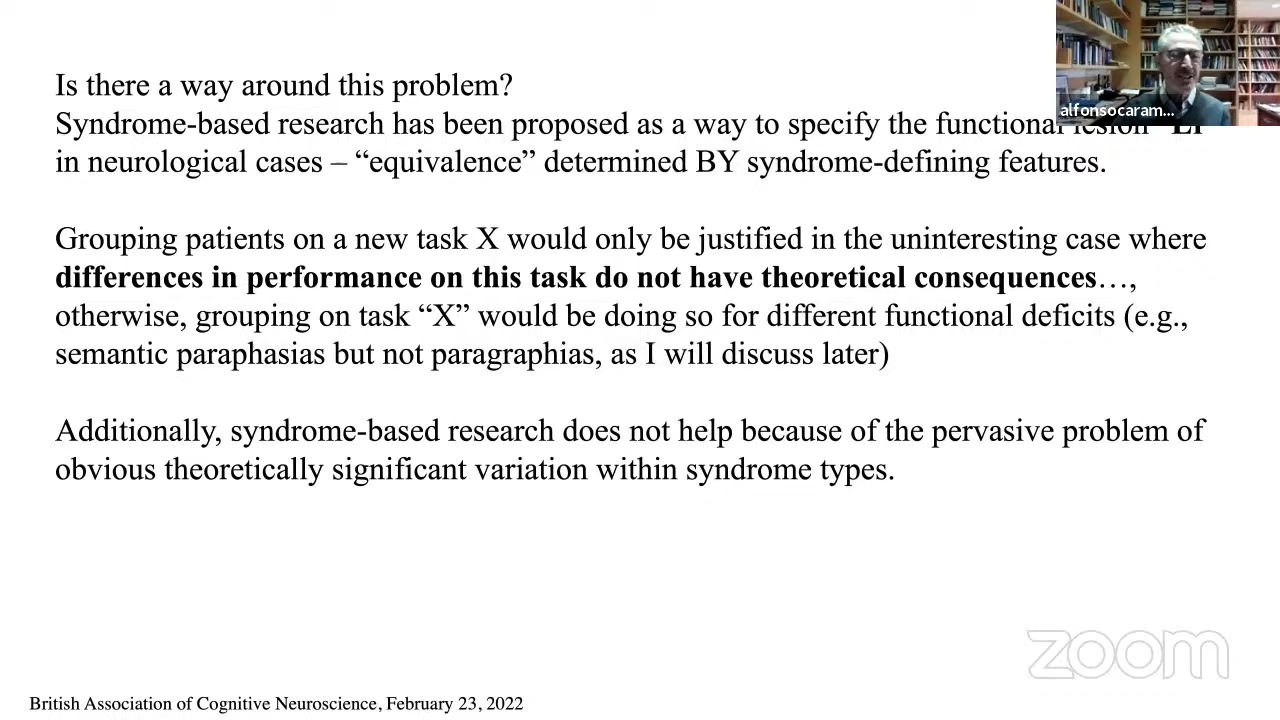 Is there a way around this problem?
alfonsocaram...
Syndrome-based research has been proposed as a way to specify the functional lesion
in neurological cases – “equivalence” determined BY syndrome-defining features.
Grouping patients on a new task X would only be justified in the uninteresting case where
differences in performance on this task do not have theoretical consequences…,
otherwise, grouping on task “X” would be doing so for different functional deficits (e.g.,
semantic paraphasias but not paragraphias, as I will discuss later)
Additionally, syndrome-based research does not help because of the pervasive problem of
obvious theoretically significant variation within syndrome types.
zoom
British Association of Cognitive Neuroscience, February 23, 2022